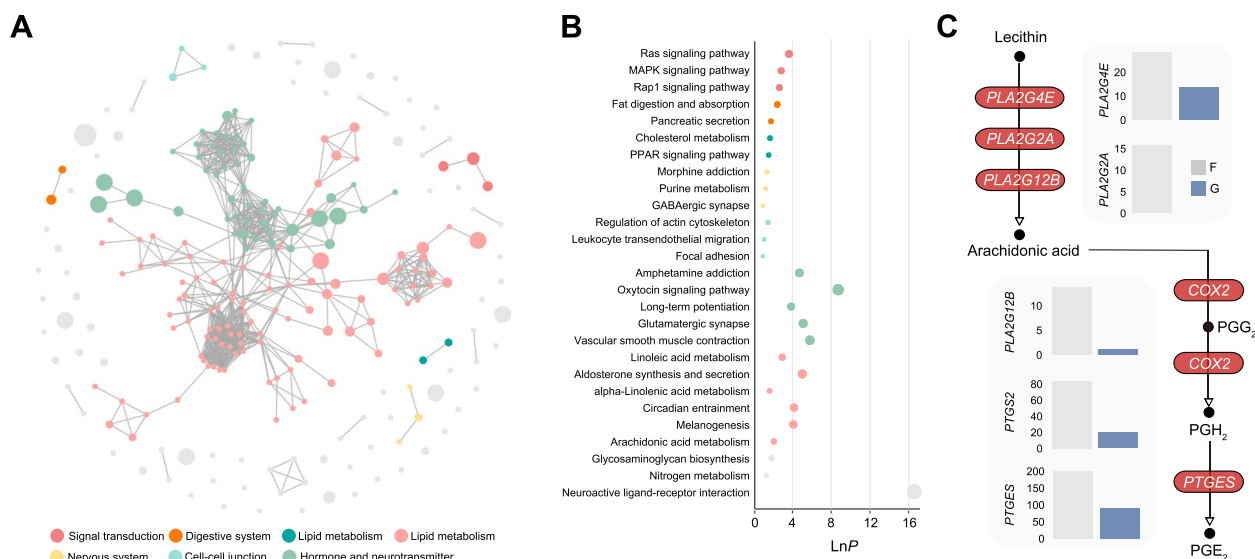 A
Signal transduction
Digestive system
Lipid metabolism
Lipid metabolism
Nervous system
Cell-cell junction
Hormone and neurotransmitter
B
Ras signaling pathway
MAPK signaling pathway
Rap1 signaling pathway
Fat digestion and absorption
Pancreatic secretion
Cholesterol metabolism
PPAR signaling pathway
Morphine addiction
Purine metabolism
GABAergic synapse
Regulation of actin cytoskeleton
Leukocyte transendothelial migration
Focal adhesion
Amphetamine addiction
Oxytocin signaling pathway
Long-term potentiation
Glutamatergic synapse
Vascular smooth muscle contraction
Linoleic acid metabolism
Aldosterone synthesis and secretion
alpha-Linolenic acid metabolism
Circadian entrainment
Melanogenesis
Arachidonic acid metabolism
Glycosaminoglycan biosynthesis
Nitrogen metabolism
Neuroactive ligand-receptor interaction
0 4 8 12 16
LnP
C
Lecithin
PLA2G4E
PLA2G2A
PLA2G12B
Arachidonic acid
PLA2G4E
20
10
0
PLA2G2A
15
10
5
0
F
G
COX2
PGG2
COX2
PGH2
PTGES
PGE2
PLA2G12B
10
5
0
PTGS2
80
60
40
20
0
PTGES
200
150
100
50
0